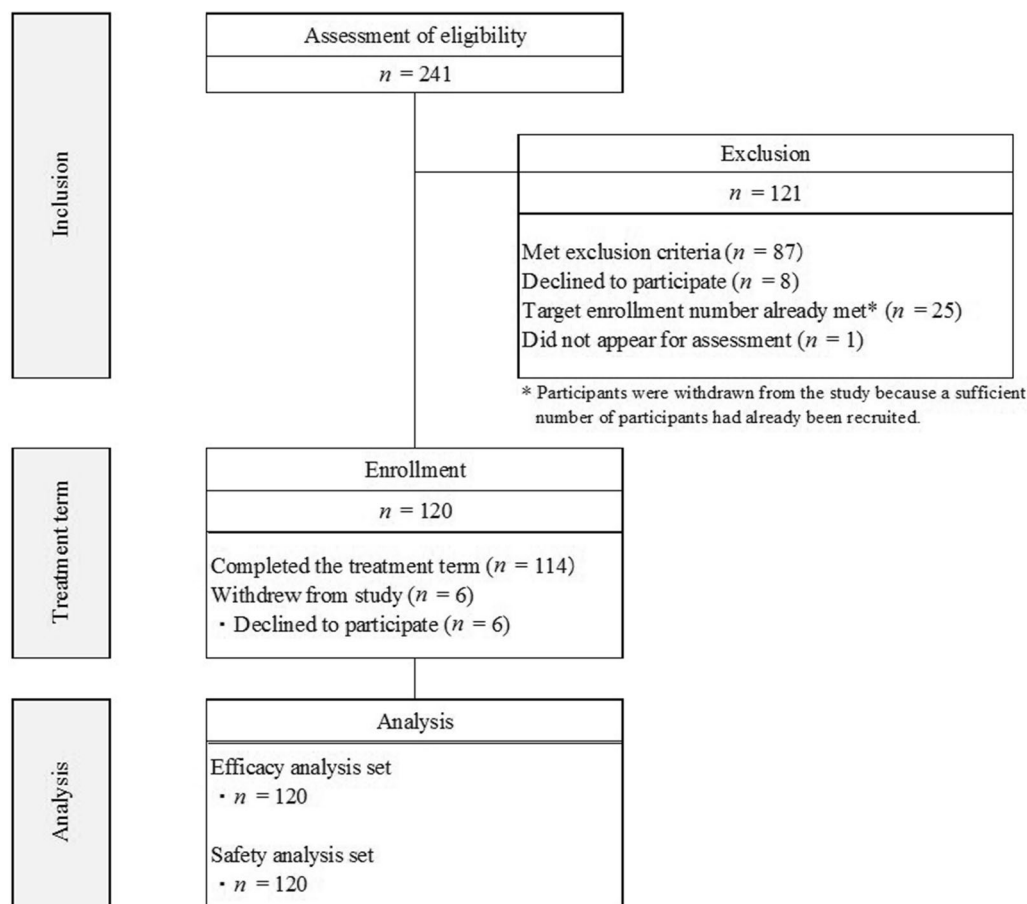 Inclusion
Assessment of eligibility
n = 241
Exclusion
n = 121
Met exclusion criteria (n = 87)
Declined to participate (n = 8)
Target enrollment number already met* (n = 25)
Did not appear for assessment (n = 1)
* Participants were withdrawn from the study because a sufficient
number of participants had already been recruited.
Treatment term
Enrollment
n = 120
Completed the treatment term (n = 114)
Withdrew from study (n = 6)
・Declined to participate (n = 6)
Analysis
Analysis
Efficacy analysis set
・n = 120
Safety analysis set
・n = 120